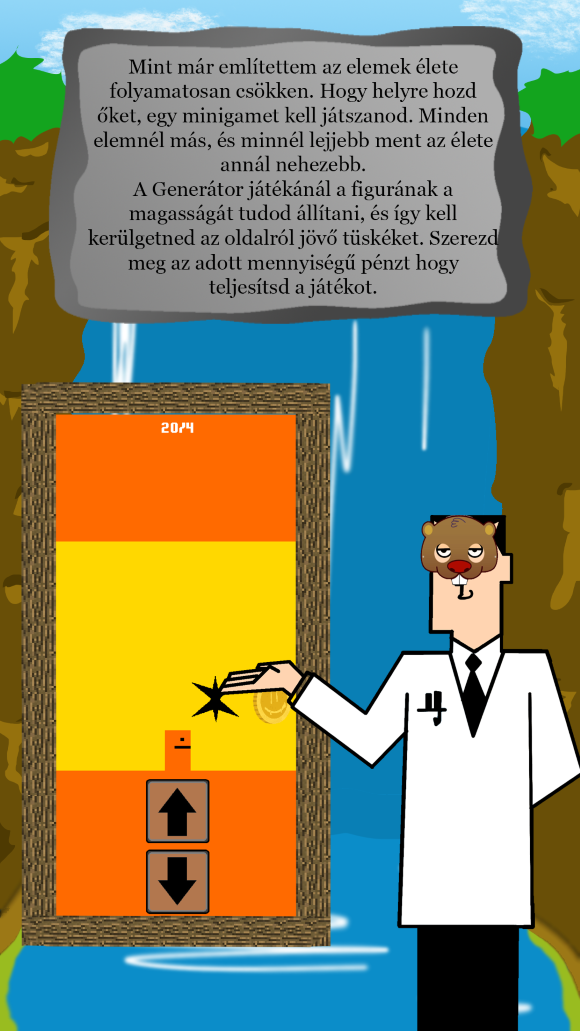 Mint már említettem az elemek élete
folyamatosan csökken. Hogy helyre hozd
őket, egy minigamet kell játszanod. Minden
elemnél más, és minnél lejjebb ment az élete
annál nehezebb.
A Generátor játékánál a figurának a
magasságát tudod állítani, és így kell
kerülgetned az oldalról jövő tüskéket. Szerezd
meg az adott mennyiségű pénzt hogy
teljesítsd a játékot.
20/4